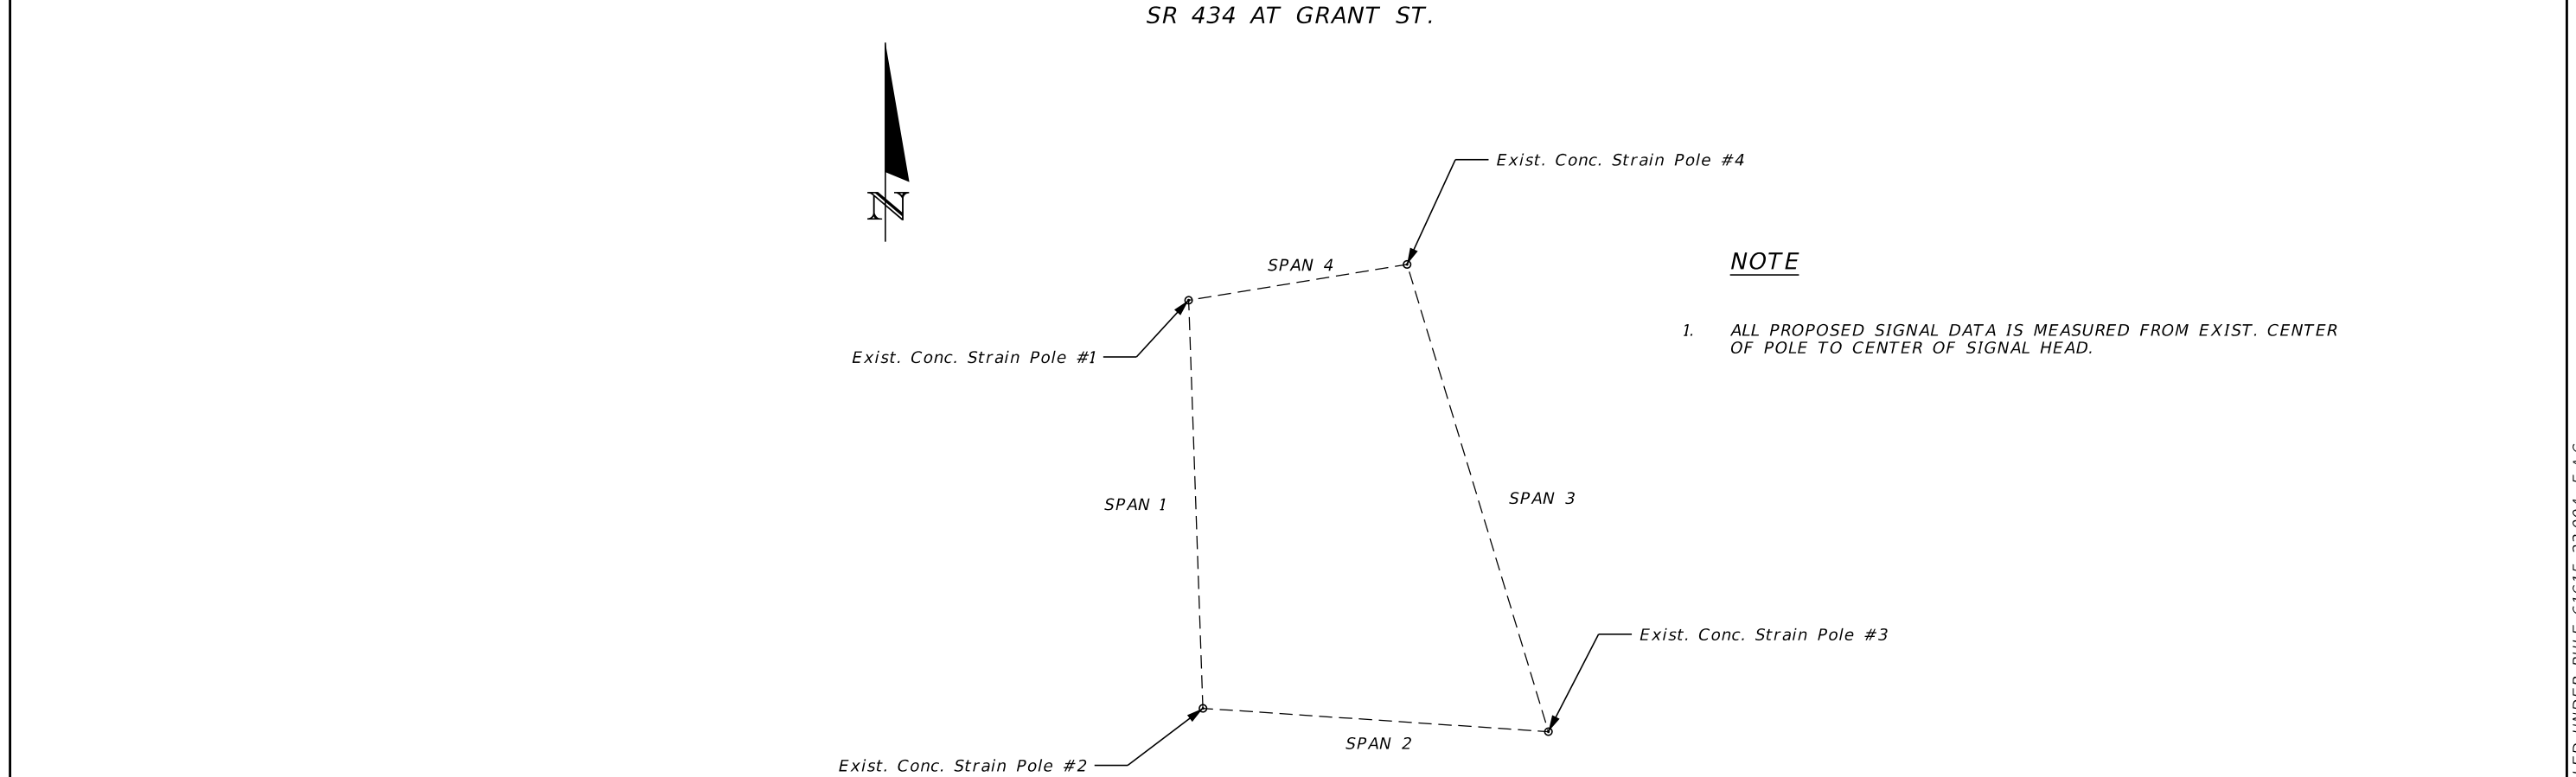 SR 434 AT GRANT ST.
N
Exist. Conc. Strain Pole #4
SPAN 4
NOTE
1. ALL PROPOSED SIGNAL DATA IS MEASURED FROM EXIST. CENTER
OF POLE TO CENTER OF SIGNAL HEAD.
Exist. Conc. Strain Pole #1
SPAN 1
SPAN 3
Exist. Conc. Strain Pole #3
SPAN 2
Exist. Conc. Strain Pole #2